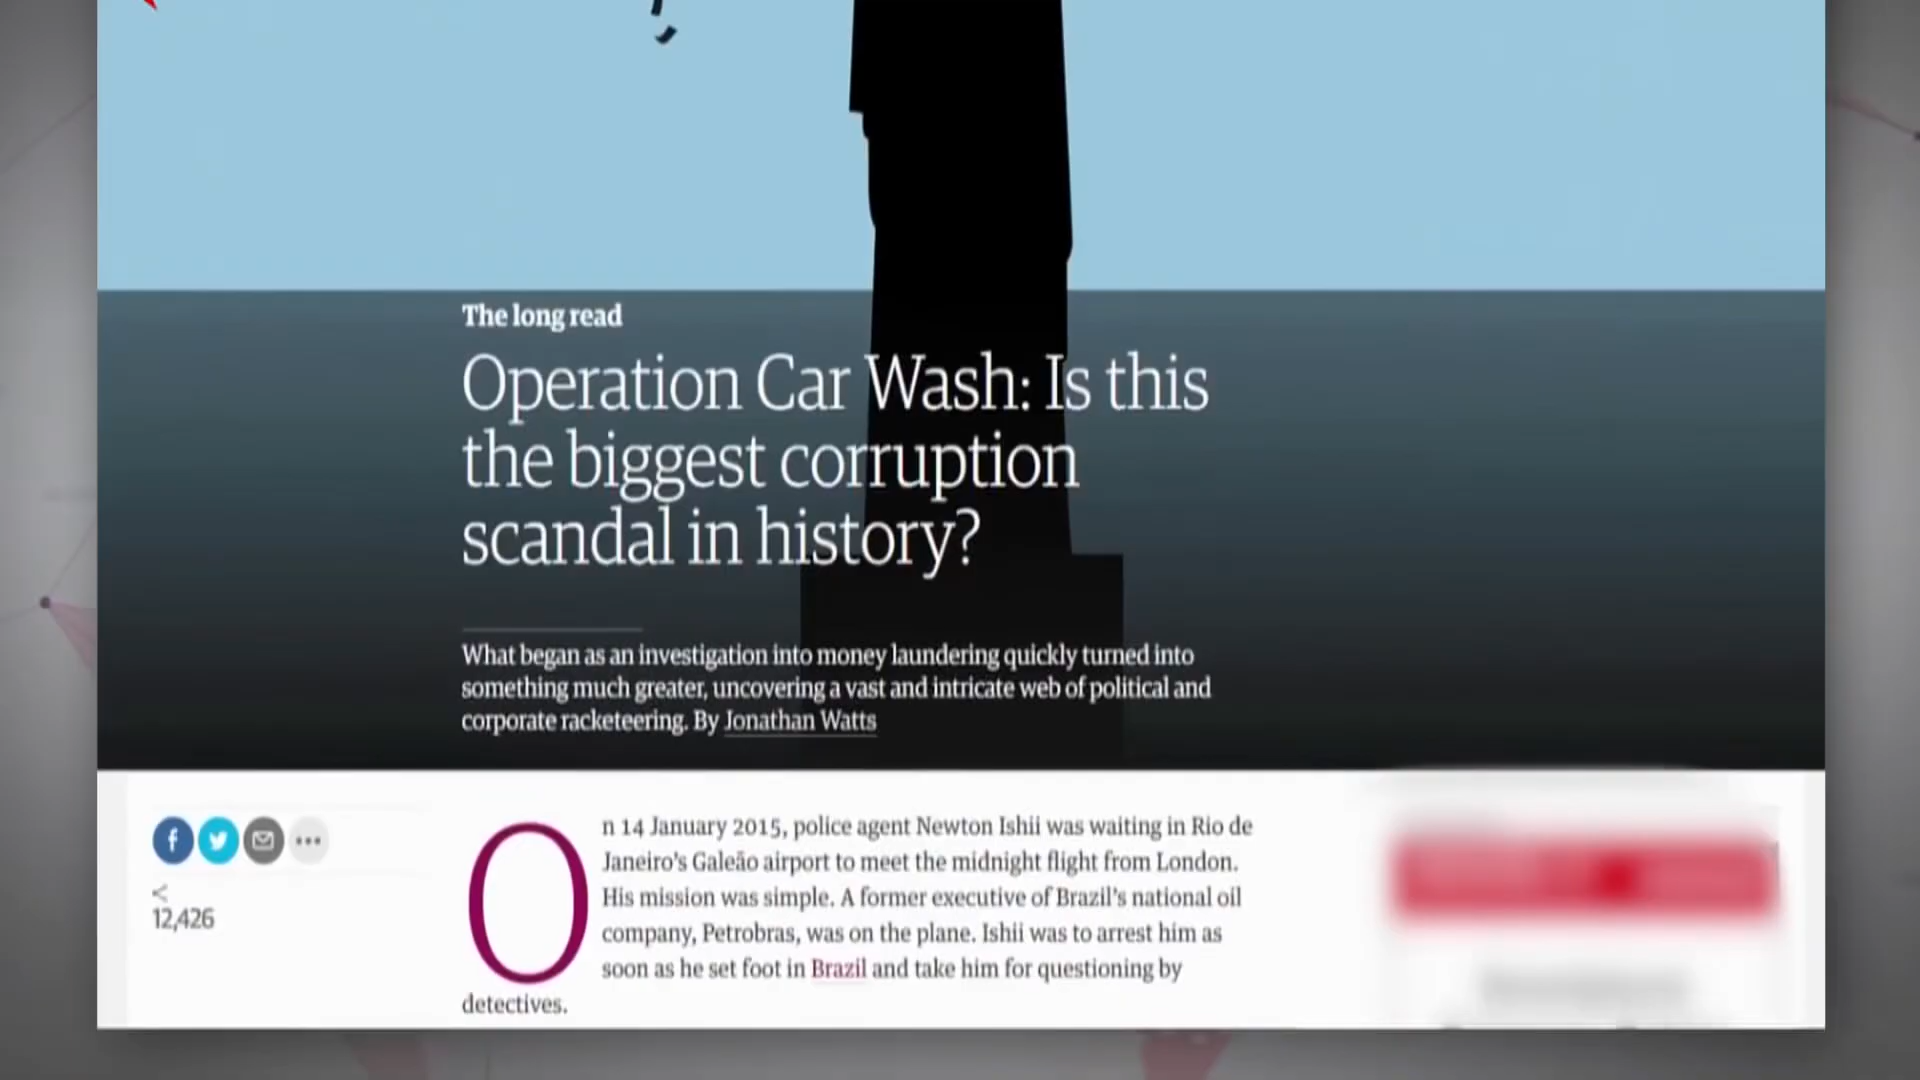 The long read
Operation Car Wash: Is this
the biggest corruption
scandal in history?
What began as an investigation into money laundering quickly turned into
something much greater, uncovering a vast and intricate web of political and
corporate racketeering. By Jonathan Watts
12,426
On 14 January 2015, police agent Newton Ishii was waiting in Rio de
Janeiro’s Galeão airport to meet the midnight flight from London.
His mission was simple. A former executive of Brazil’s national oil
company, Petrobras, was on the plane. Ishii was to arrest him as
soon as he set foot in Brazil and take him for questioning by
detectives.